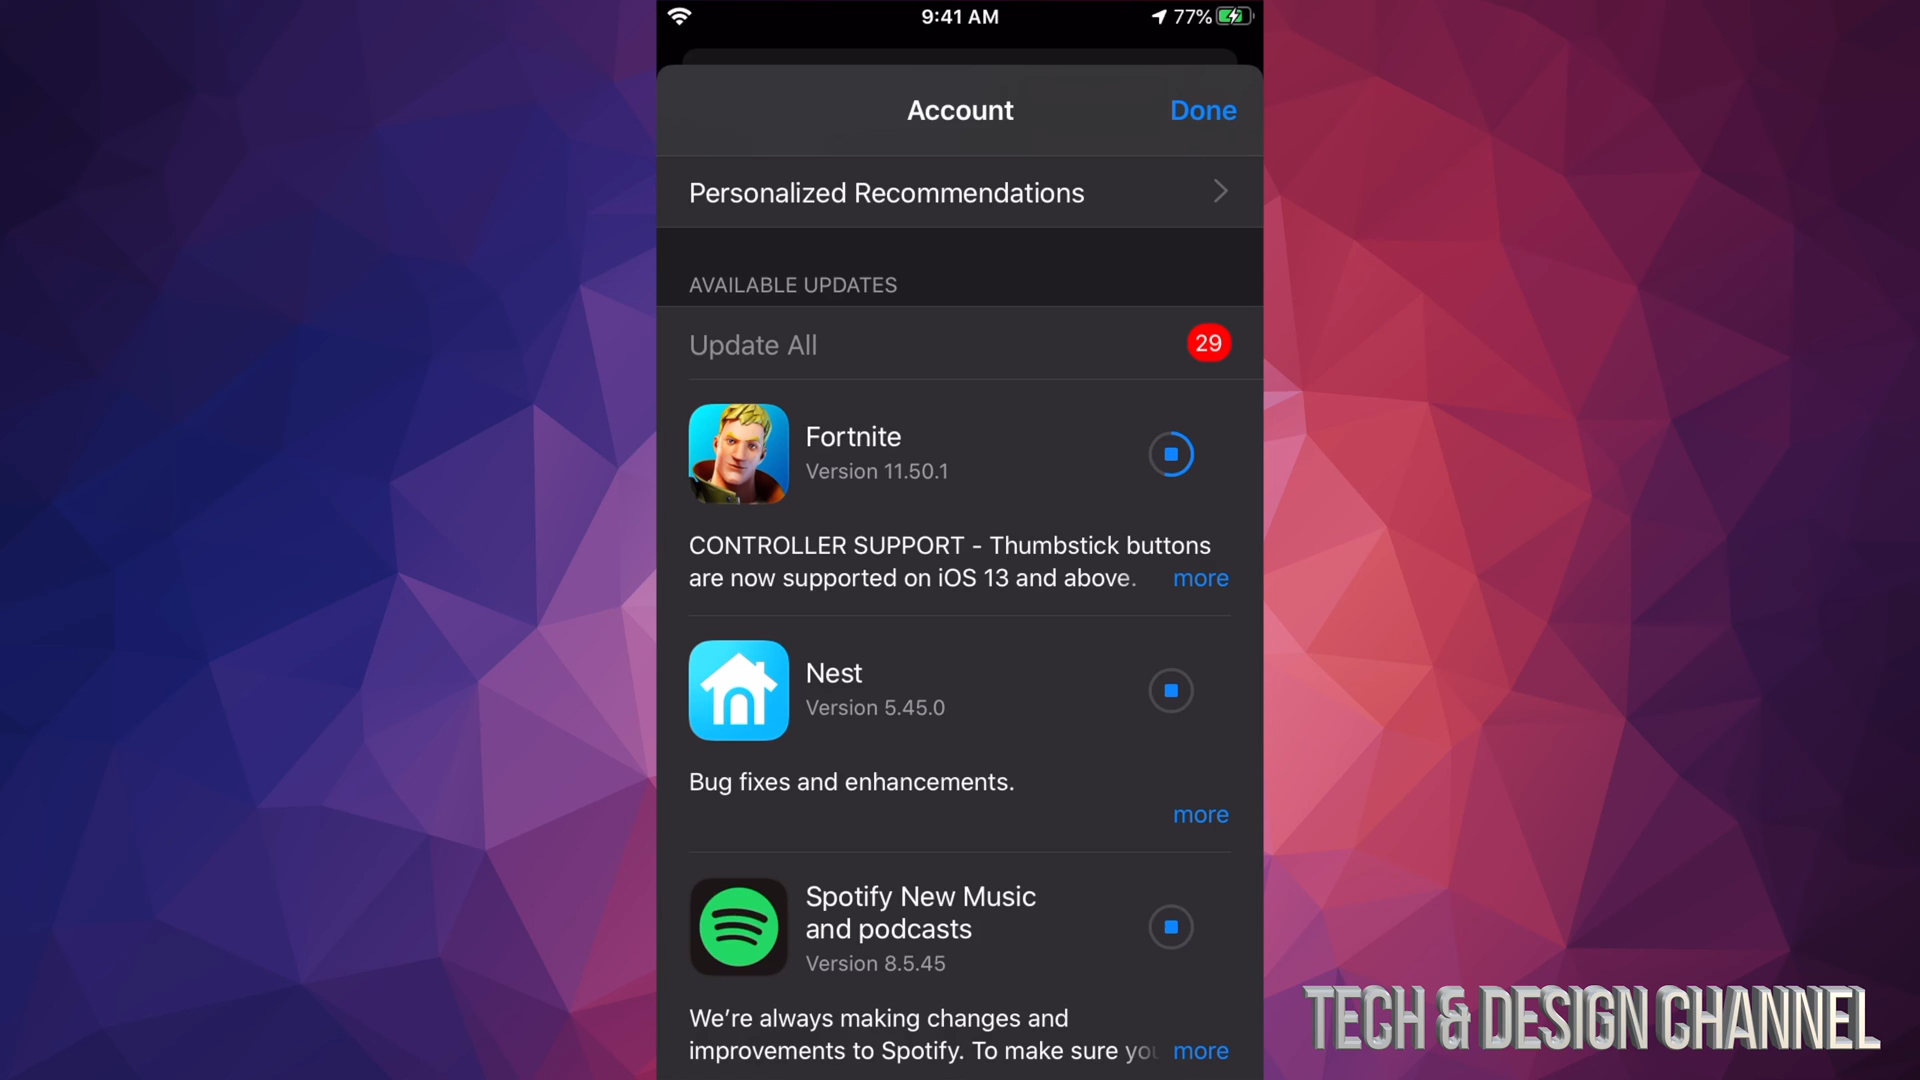 9:41 AM
77%
Account
Done
Personalized Recommendations
AVAILABLE UPDATES
Update All
29
Fortnite
Version 11.50.1
CONTROLLER SUPPORT - Thumbstick buttons
are now supported on iOS 13 and above. more
Nest
Version 5.45.0
Bug fixes and enhancements.
more
Spotify New Music
and podcasts
Version 8.5.45
We’re always making changes and
improvements to Spotify. To make sure you more
TECH & DESIGN CHANNEL